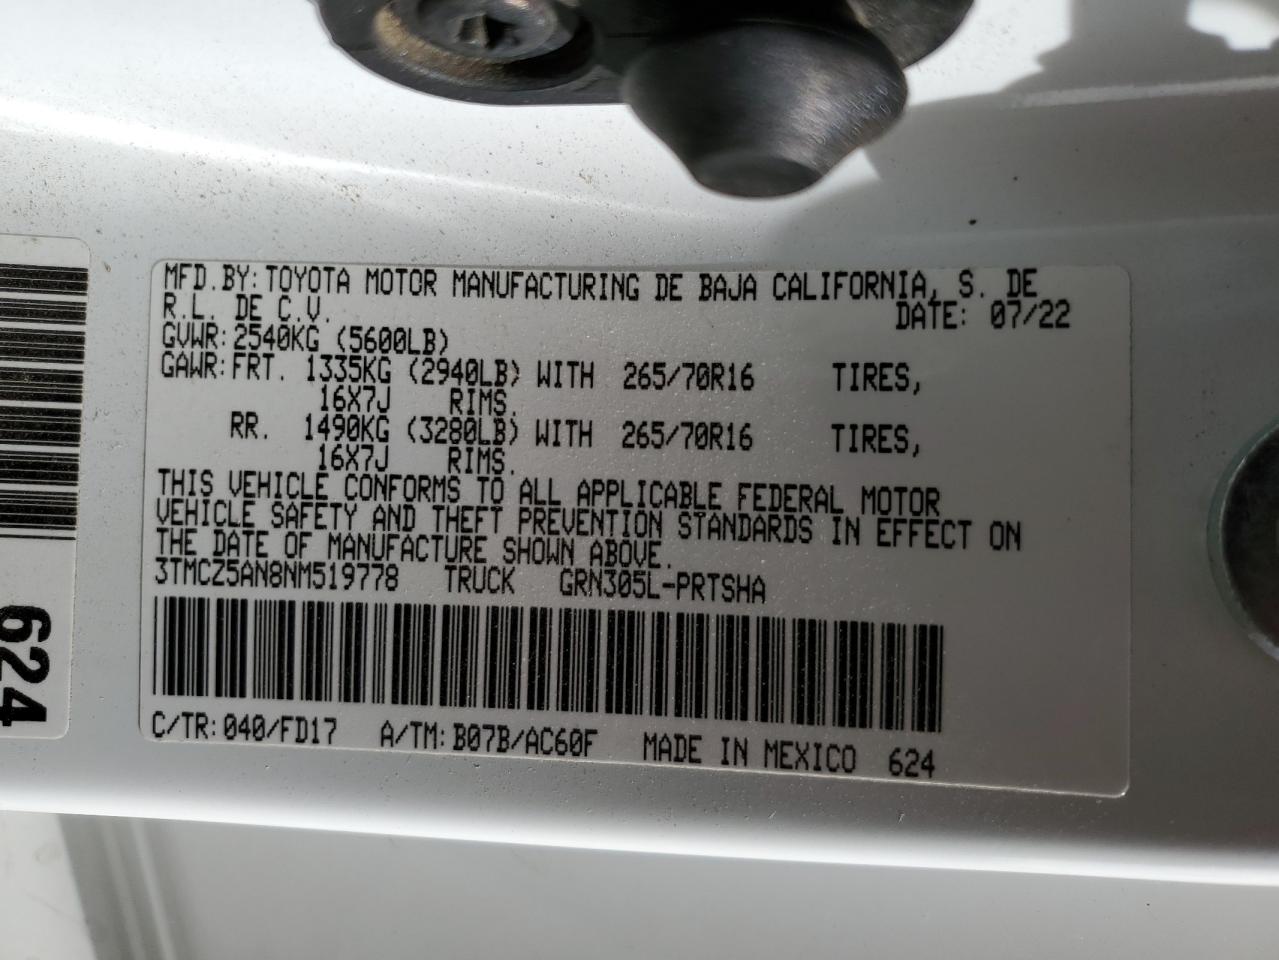 MFD.BY:TOYOTA MOTOR MANUFACTURING DE BAJA CALIFORNIA, S. DE
R.L. DE C.V. DATE: 07/22
GVWR:2540KG (5600LB)
GAWR:FRT. 1335KG (2940LB) WITH 265/70R16 TIRES,
16X7J RIMS.
RR. 1490KG (3280LB) WITH 265/70R16 TIRES,
16X7J RIMS.
THIS VEHICLE CONFORMS TO ALL APPLICABLE FEDERAL MOTOR
VEHICLE SAFETY AND THEFT PREVENTION STANDARDS IN EFFECT ON
THE DATE OF MANUFACTURE SHOWN ABOVE.
3TMCZ5AN8NM519778 TRUCK GRN305L-PRTSHA
C/TR:040/FD17 A/TM:B07B/AC60F MADE IN MEXICO 624
624